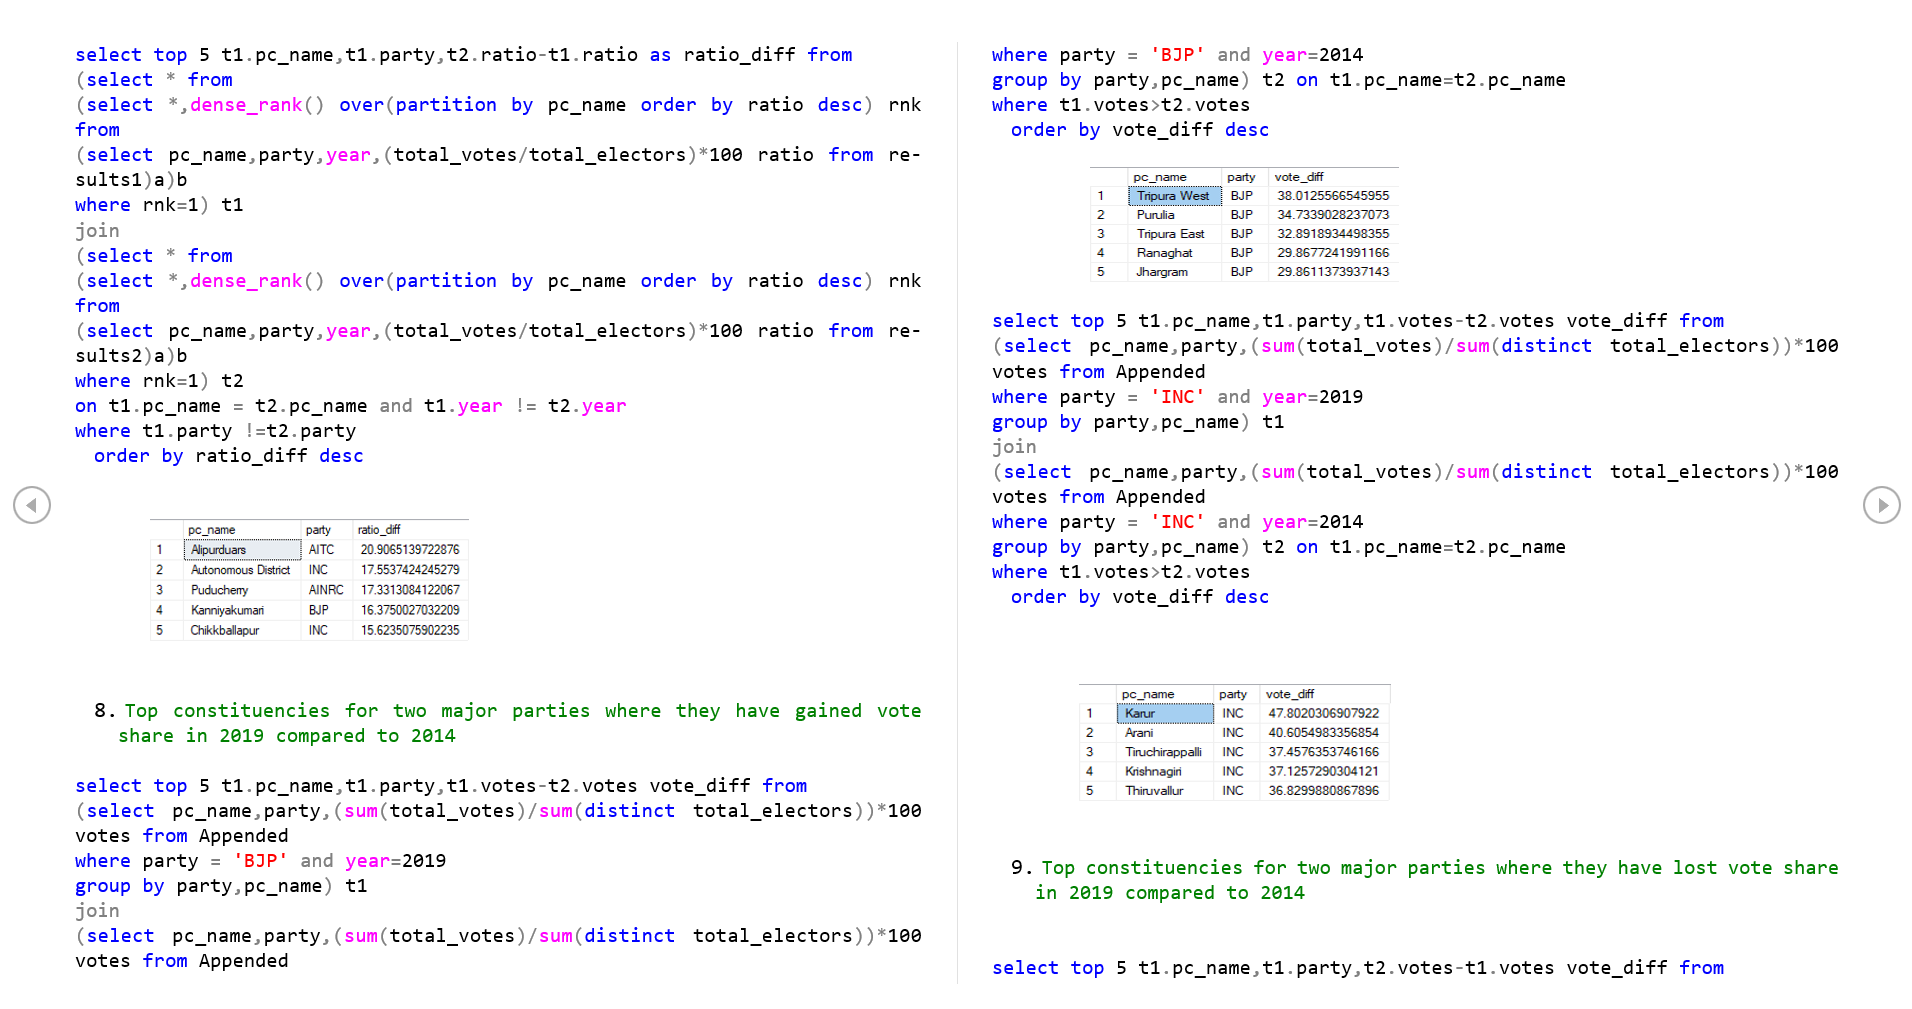 select top 5 t1.pc_name,t1.party,t2.ratio-t1.ratio as ratio_diff from
(select * from
(select *,dense_rank() over(partition by pc_name order by ratio desc) rnk
from
(select pc_name,party,year,(total_votes/total_electors)*100 ratio from re-
sults1)a)b
where rnk=1) t1
join
(select * from
(select *,dense_rank() over(partition by pc_name order by ratio desc) rnk
from
(select pc_name,party,year,(total_votes/total_electors)*100 ratio from re-
sults2)a)b
where rnk=1) t2
on t1.pc_name = t2.pc_name and t1.year != t2.year
where t1.party !=t2.party
order by ratio_diff desc
pc_name party ratio_diff
1 Alipurduars AITC 20.9065139722876
2 Autonomous District INC 17.5537424245279
3 Puducherry AINRC 17.3313084122067
4 Kanniyakumari BJP 16.3750027032209
5 Chikkballapur INC 15.6235075902235
8. Top constituencies for two major parties where they have gained vote
share in 2019 compared to 2014
select top 5 t1.pc_name,t1.party,t1.votes-t2.votes vote_diff from
(select pc_name,party,(sum(total_votes)/sum(distinct total_electors))*100
votes from Appended
where party = 'BJP' and year=2019
group by party,pc_name) t1
join
(select pc_name,party,(sum(total_votes)/sum(distinct total_electors))*100
votes from Appended
where party = 'BJP' and year=2014
group by party,pc_name) t2 on t1.pc_name=t2.pc_name
where t1.votes>t2.votes
order by vote_diff desc
pc_name party vote_diff
1 Tripura West BJP 38.0125566545955
2 Purulia BJP 34.7339028237073
3 Tripura East BJP 32.8918934498355
4 Ranaghat BJP 29.8677241991166
5 Jhargram BJP 29.8611373937143
select top 5 t1.pc_name,t1.party,t1.votes-t2.votes vote_diff from
(select pc_name,party,(sum(total_votes)/sum(distinct total_electors))*100
votes from Appended
where party = 'INC' and year=2019
group by party,pc_name) t1
join
(select pc_name,party,(sum(total_votes)/sum(distinct total_electors))*100
votes from Appended
where party = 'INC' and year=2014
group by party,pc_name) t2 on t1.pc_name=t2.pc_name
where t1.votes>t2.votes
order by vote_diff desc
pc_name party vote_diff
1 Karur INC 47.8020306907922
2 Arani INC 40.6054983356854
3 Tiruchirappalli INC 37.4576353746166
4 Krishnagiri INC 37.1257290304121
5 Thiruvallur INC 36.8299880867896
9. Top constituencies for two major parties where they have lost vote share
in 2019 compared to 2014
select top 5 t1.pc_name,t1.party,t2.votes-t1.votes vote_diff from